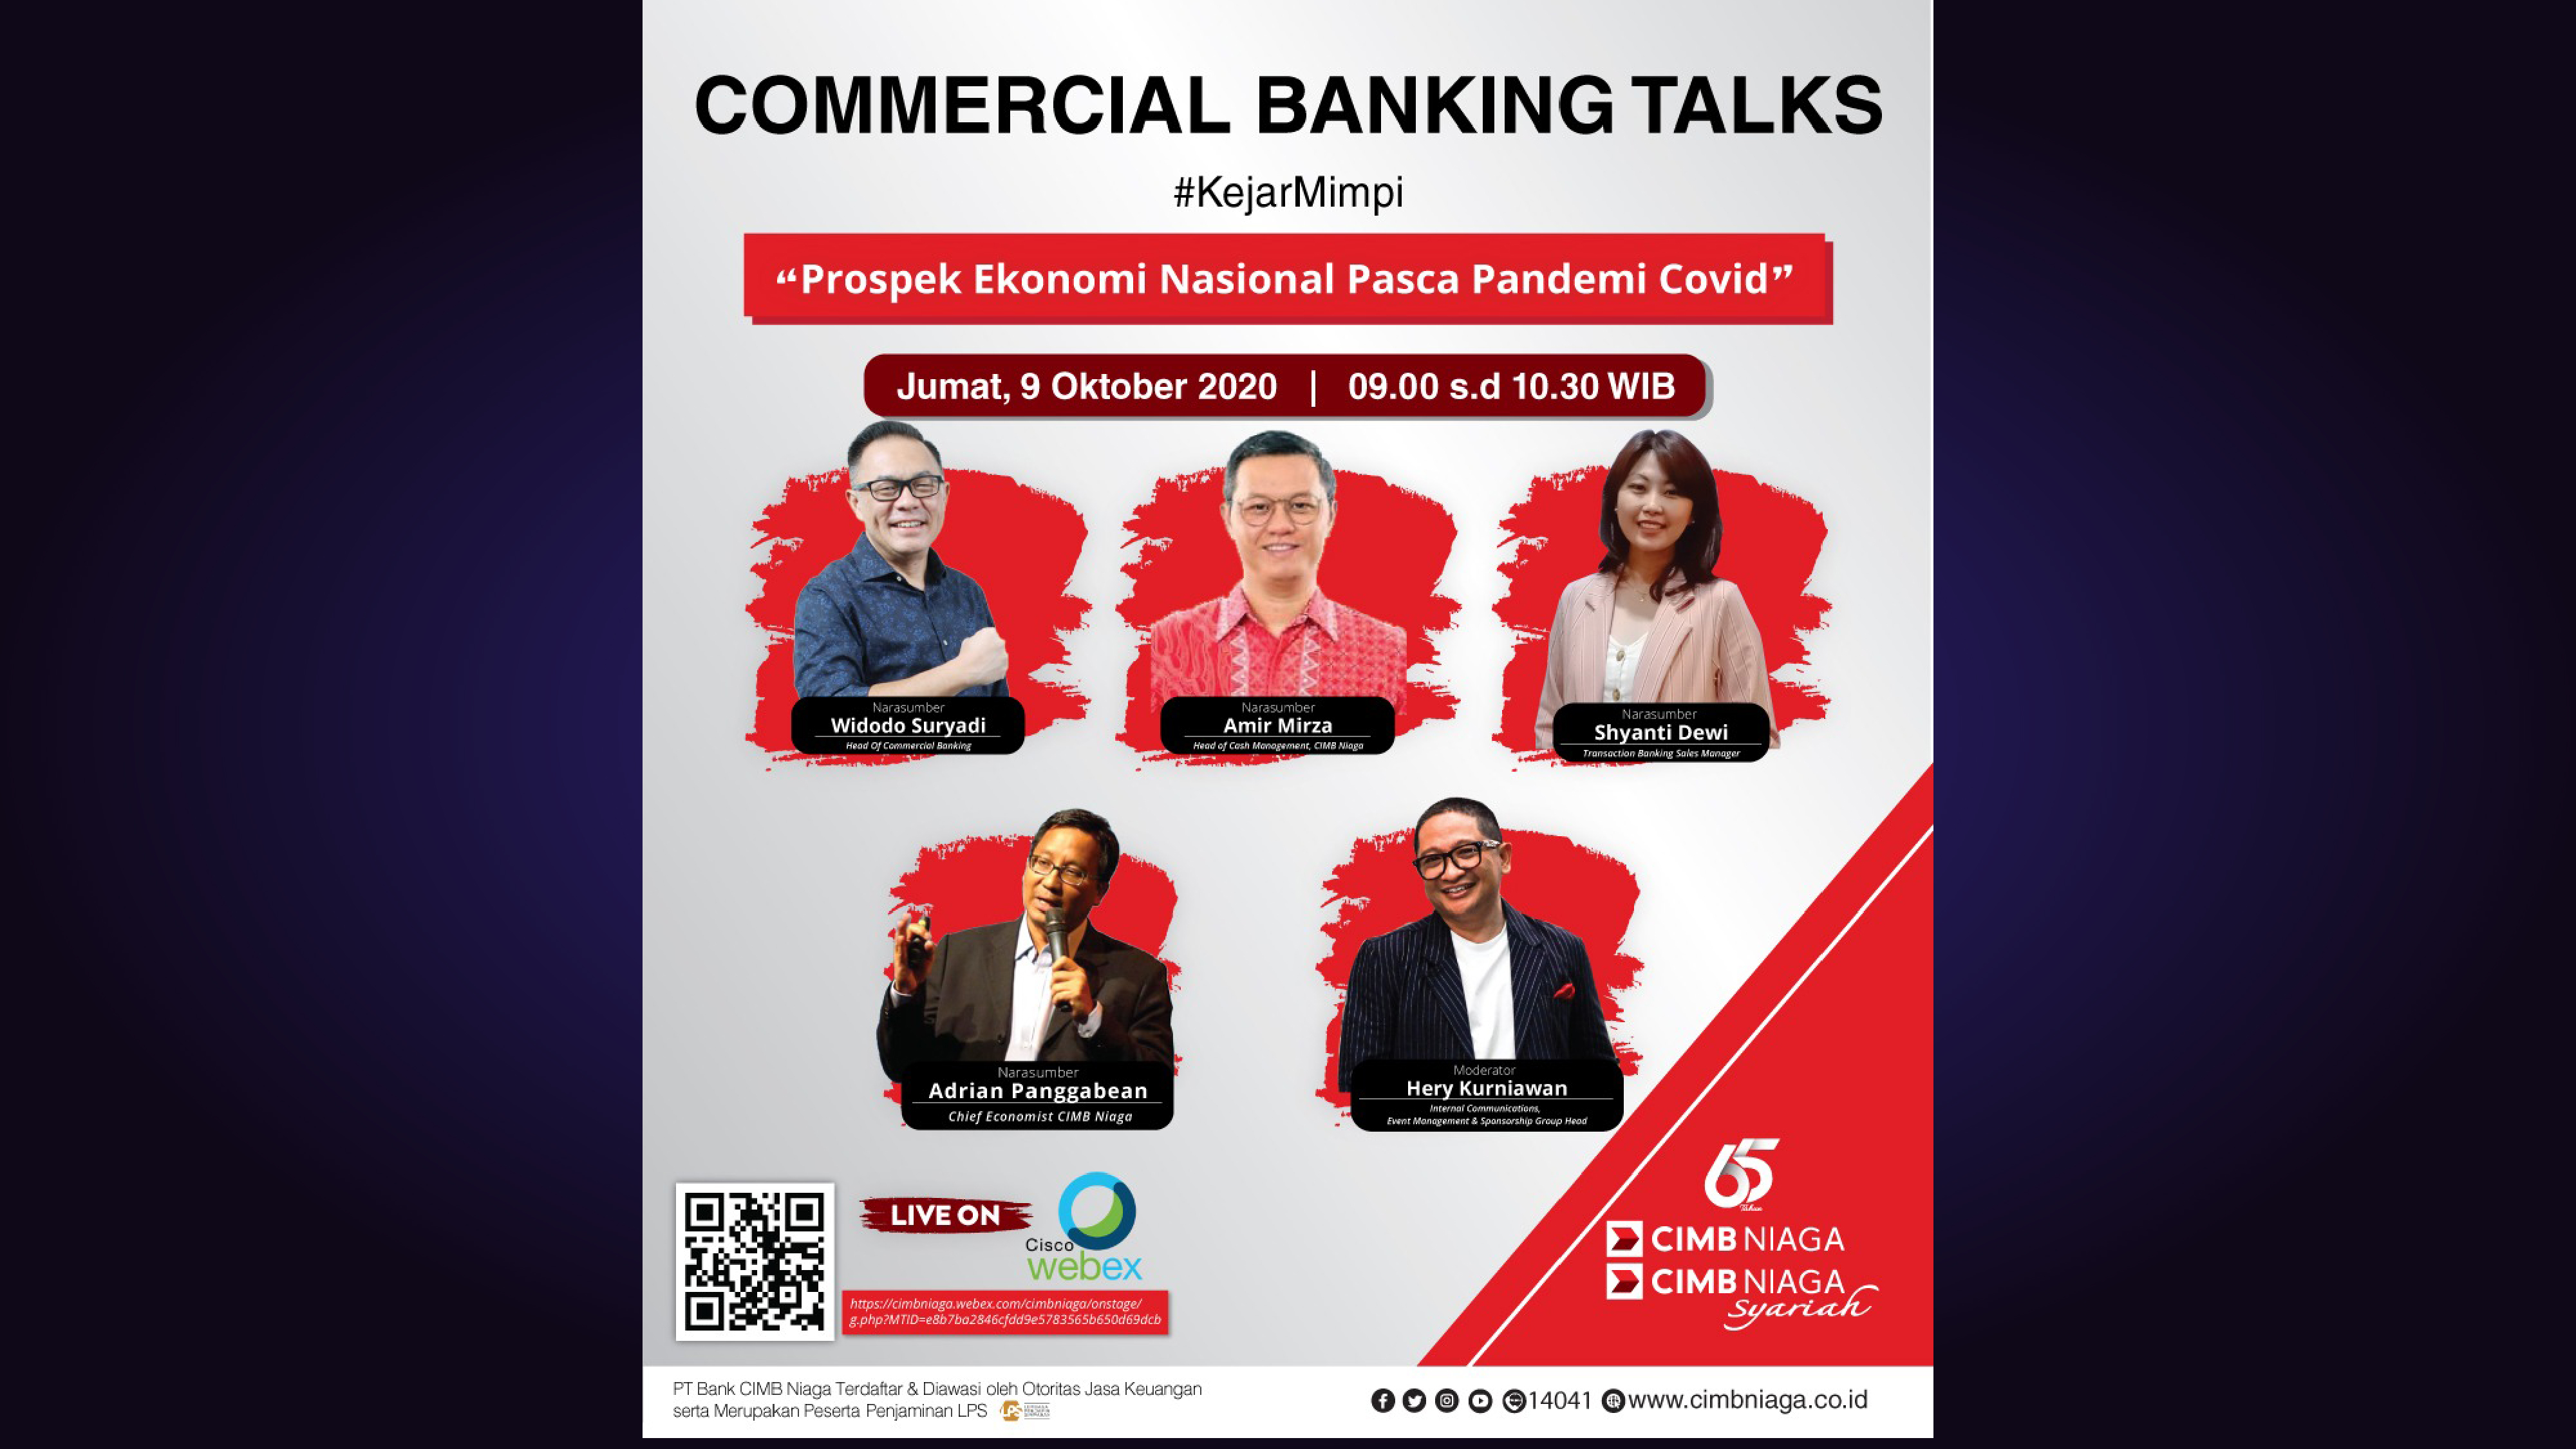 COMMERCIAL BANKING TALKS
#KejarMimpi
“Prospek Ekonomi Nasional Pasca Pandemi Covid”
Jumat, 9 Oktober 2020 | 09.00 s.d 10.30 WIB
Narasumber
Widodo Suryadi
Head Of Commercial Banking
Narasumber
Amir Mirza
Head of Cash Management, CIMB Niaga
Narasumber
Shyanti Dewi
Transaction Banking Sales Manager
Narasumber
Adrian Panggabean
Chief Economist CIMB Niaga
Moderator
Hery Kurniawan
Internal Communications,
Event Management & Sponsorship Group Head
LIVE ON
Cisco
webex
https://cimbniaga.webex.com/cimbniaga/onstage/
g.php?MTID=e8b7ba2846cfdd9e5783565b650d69dcb
65
Tahun
CIMB NIAGA
CIMB NIAGA
Syariah
PT Bank CIMB Niaga Terdaftar & Diawasi oleh Otoritas Jasa Keuangan
serta Merupakan Peserta Penjaminan LPS
LPS
14041 www.cimbniaga.co.id